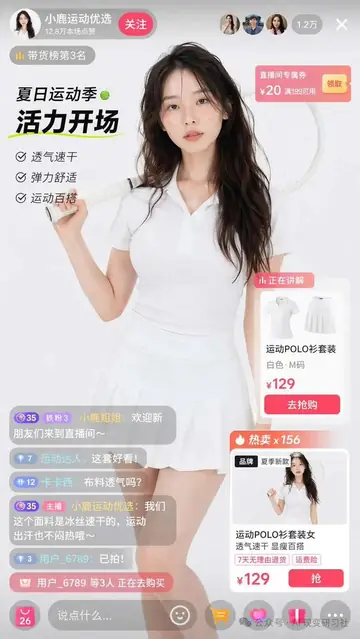 小鹿运动优选
12.8万本场点赞
关注
1.2万
带货榜第3名
直播间专属券
¥20 满199可用
领取
夏日运动季
活力开场
透气速干
弹力舒适
运动百搭
正在讲解
运动POLO衫套装
白色·M码
¥129
去抢购
35 铁粉3 小鹿姐姐：欢迎新
朋友们来到直播间～
7 运动达人：这套好看！
12 卡卡西：布料透气吗？
35 主播 小鹿运动优选：我们
这个面料是冰丝速干的，运动
出汗也不闷热哦～
3 用户_6789：已拍！
用户_6789 等3人 正在去购买
热卖 x 156
品牌 夏季新款
运动POLO衫套装女
透气速干 显瘦百搭
7天无理由退货 运费险
¥129
抢
26
说点什么...